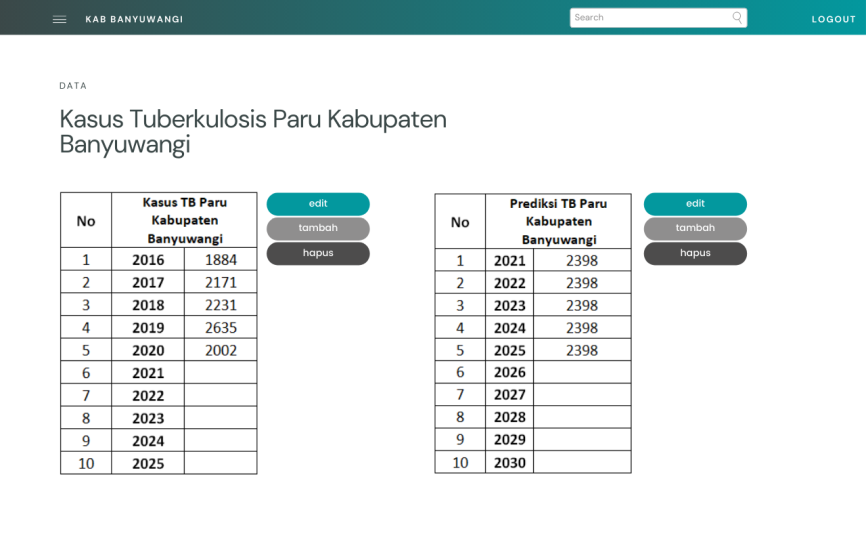 KAB BANYUWANGI
Search
LOGOUT
DATA
Kasus Tuberkulosis Paru Kabupaten
Banyuwangi
No
Kasus TB Paru
Kabupaten
Banyuwangi
1 2016 1884
2 2017 2171
3 2018 2231
4 2019 2635
5 2020 2002
6 2021
7 2022
8 2023
9 2024
10 2025
edit
tambah
hapus
No
Prediksi TB Paru
Kabupaten
Banyuwangi
1 2021 2398
2 2022 2398
3 2023 2398
4 2024 2398
5 2025 2398
6 2026
7 2027
8 2028
9 2029
10 2030
edit
tambah
hapus